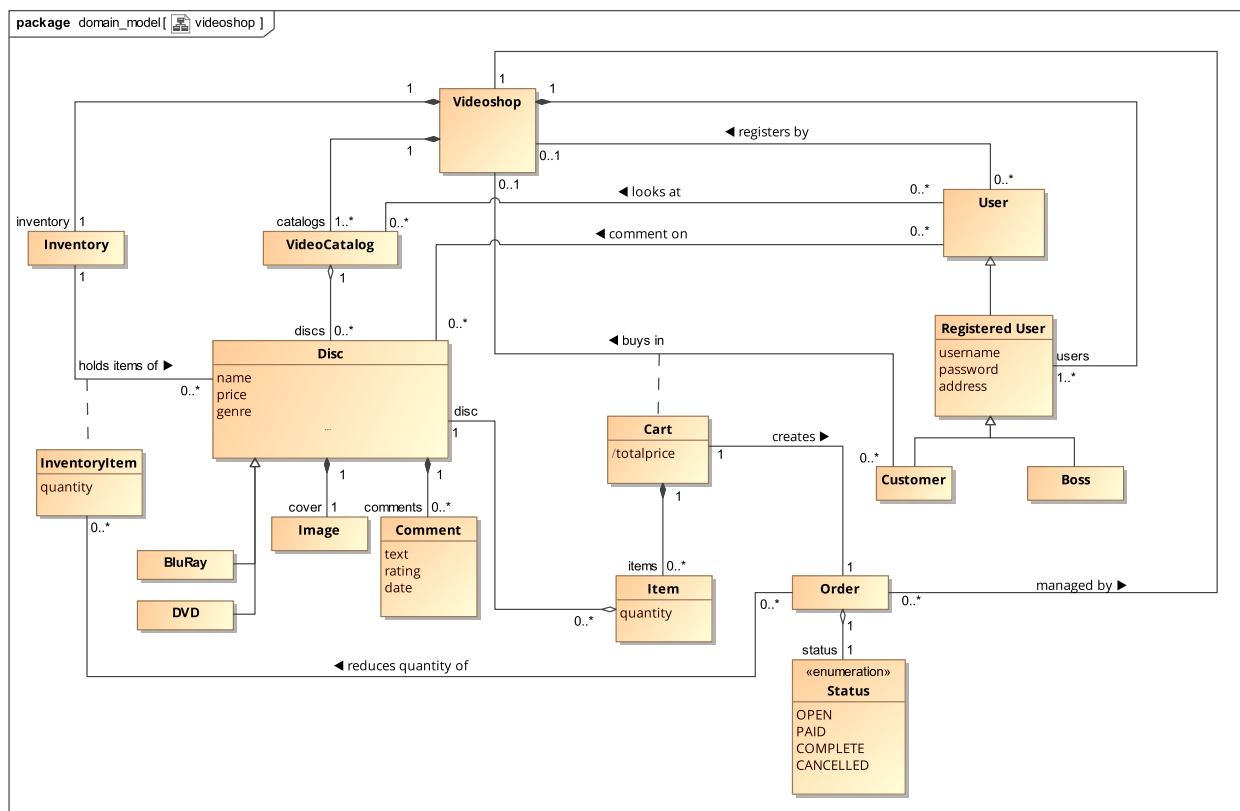 package domain_model[ videoshop ]
1
1
Videoshop
1
◀ registers by
1
0..1
0..1
0..*
◀ looks at
0..*
User
inventory
1
catalogs
1..*
0..*
◀ comment on
0..*
Inventory
VideoCatalog
1
1
discs
0..*
0..*
Registered User
username
password
address
users
1..*
◀ buys in
Disc
name
price
genre
...
holds items of ▶
0..*
disc
1
Cart
/totalprice
1
creates ▶
0..*
Customer
Boss
InventoryItem
quantity
0..*
1
1
1
cover
1
comments
0..*
Image
Comment
text
rating
date
BluRay
DVD
items
0..*
Item
quantity
0..*
1
Order
0..*
0..*
managed by ▶
1
status
1
◀ reduces quantity of
«enumeration»
Status
OPEN
PAID
COMPLETE
CANCELLED